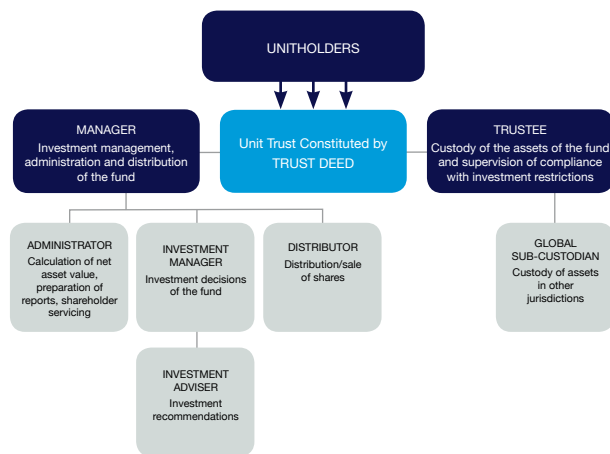 UNITHOLDERS
MANAGER
Investment management,
administration and distribution
of the fund
Unit Trust Constituted by
TRUST DEED
TRUSTEE
Custody of the assets of the fund
and supervision of compliance
with investment restrictions
ADMINISTRATOR
Calculation of net
asset value,
preparation of
reports, shareholder
servicing
INVESTMENT
MANAGER
Investment decisions
of the fund
DISTRIBUTOR
Distribution/sale
of shares
GLOBAL
SUB-CUSTODIAN
Custody of assets
in other
jurisdictions
INVESTMENT
ADVISER
Investment
recommendations